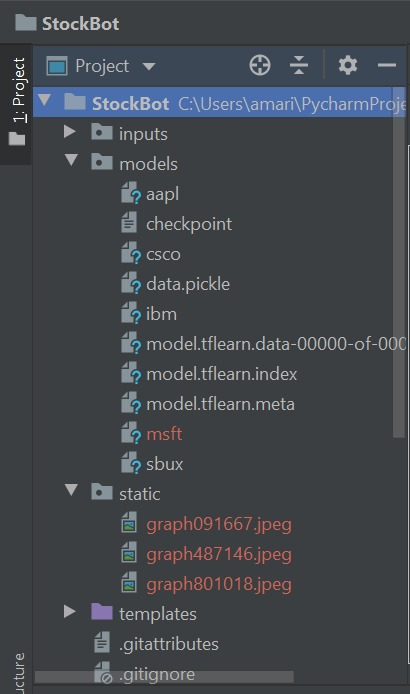 StockBot
1: Project
Project
StockBot C:\Users\amari\PycharmProje
inputs
models
aapl
checkpoint
csco
data.pickle
ibm
model.tflearn.data-00000-of-000
model.tflearn.index
model.tflearn.meta
msft
sbux
static
graph091667.jpeg
graph487146.jpeg
graph801018.jpeg
templates
.gitattributes
.gitignore
ucture